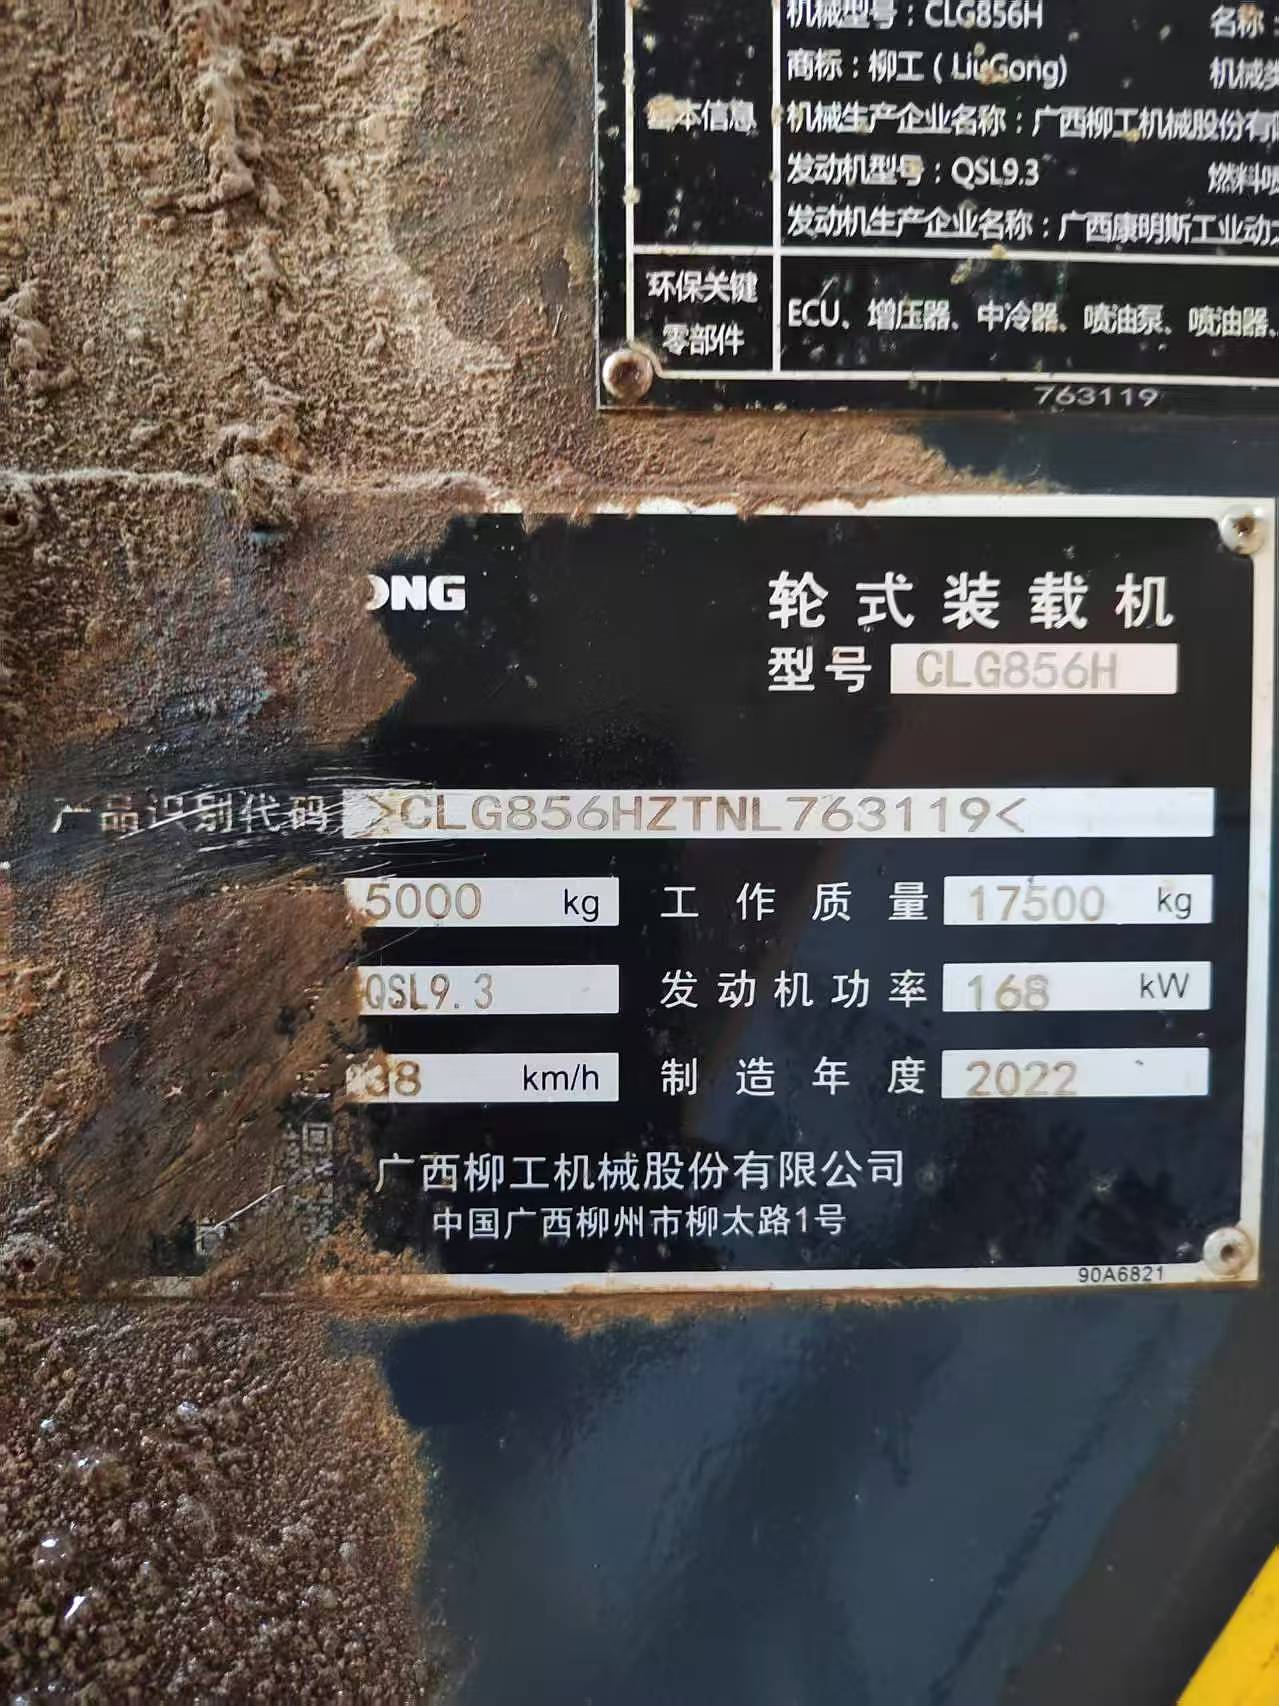 机械型号：CLG856H 名称：
商标：柳工（LiuGong） 机械类
基本信息 机械生产企业名称：广西柳工机械股份有限
发动机型号：QSL9.3 燃料喷
发动机生产企业名称：广西康明斯工业动力
环保关键 ECU、增压器、中冷器、喷油泵、喷油器、
零部件
763119
ONG 轮式装载机
型号 CLG856H
产品识别代码 >CLG856HZTNL763119<
5000 kg 工作质量 17500 kg
QSL9.3 发动机功率 168 kW
38 km/h 制造年度 2022
广西柳工机械股份有限公司
中国广西柳州市柳太路1号
90A6821